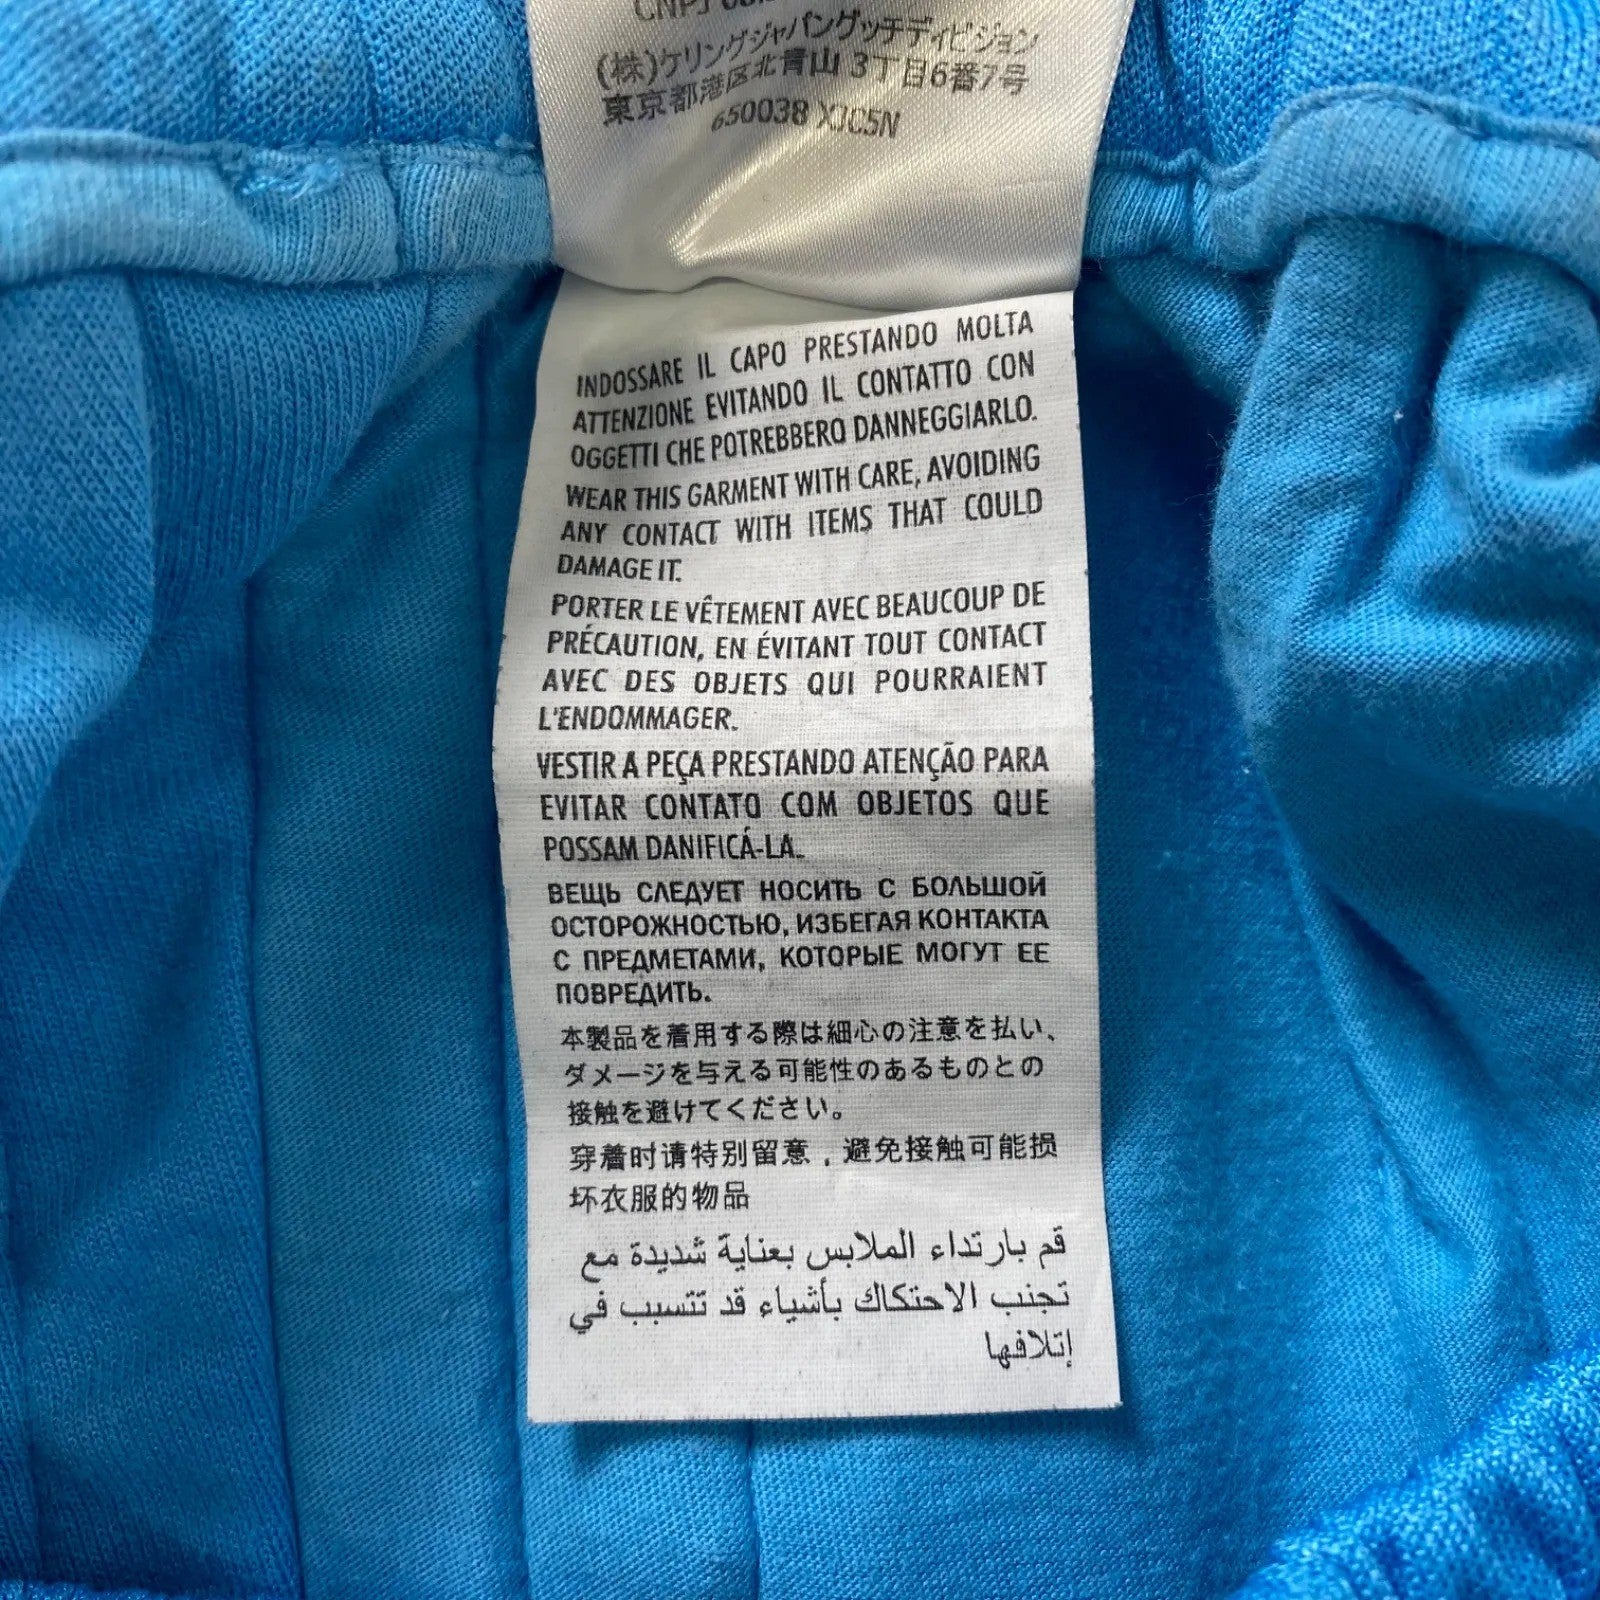 CNPJ
(株)ケリングジャパングッチディビジョン
東京都港区北青山 3丁目6番7号
650038 XJC5N
INDOSSARE IL CAPO PRESTANDO MOLTA
ATTENZIONE EVITANDO IL CONTATTO CON
OGGETTI CHE POTREBBERO DANNEGGIARLO.
WEAR THIS GARMENT WITH CARE, AVOIDING
ANY CONTACT WITH ITEMS THAT COULD
DAMAGE IT.
PORTER LE VÊTEMENT AVEC BEAUCOUP DE
PRÉCAUTION, EN ÉVITANT TOUT CONTACT
AVEC DES OBJETS QUI POURRAIENT
L'ENDOMMAGER.
VESTIR A PEÇA PRESTANDO ATENÇÃO PARA
EVITAR CONTATO COM OBJETOS QUE
POSSAM DANIFICÁ-LA.
ВЕЩЬ СЛЕДУЕТ НОСИТЬ С БОЛЬШОЙ
ОСТОРОЖНОСТЬЮ, ИЗБЕГАЯ КОНТАКТА
С ПРЕДМЕТАМИ, КОТОРЫЕ МОГУТ ЕЕ
ПОВРЕДИТЬ.
本製品を着用する際は細心の注意を払い、
ダメージを与える可能性のあるものとの
接触を避けてください。
穿着时请特别留意，避免接触可能损
坏衣服的物品
قم بارتداء الملابس بعناية شديدة مع
تجنب الاحتكاك بأشياء قد تتسبب في
إتلافها